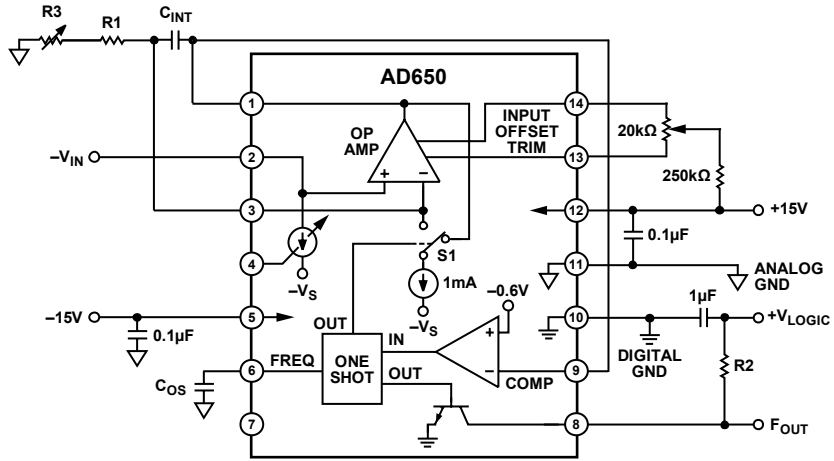 R3
R1
CINT
AD650
1
OP
AMP
INPUT
OFFSET
TRIM
14
20kΩ
–VIN
2
+
–
13
250kΩ
3
12
+15V
S1
0.1µF
4
1mA
11
ANALOG
GND
–VS
–VS
–0.6V
1µF
–15V
5
OUT
10
+VLOGIC
0.1µF
IN
+
DIGITAL
GND
FREQ
ONE
SHOT
R2
6
OUT
–
COMP
9
COS
7
8
FOUT